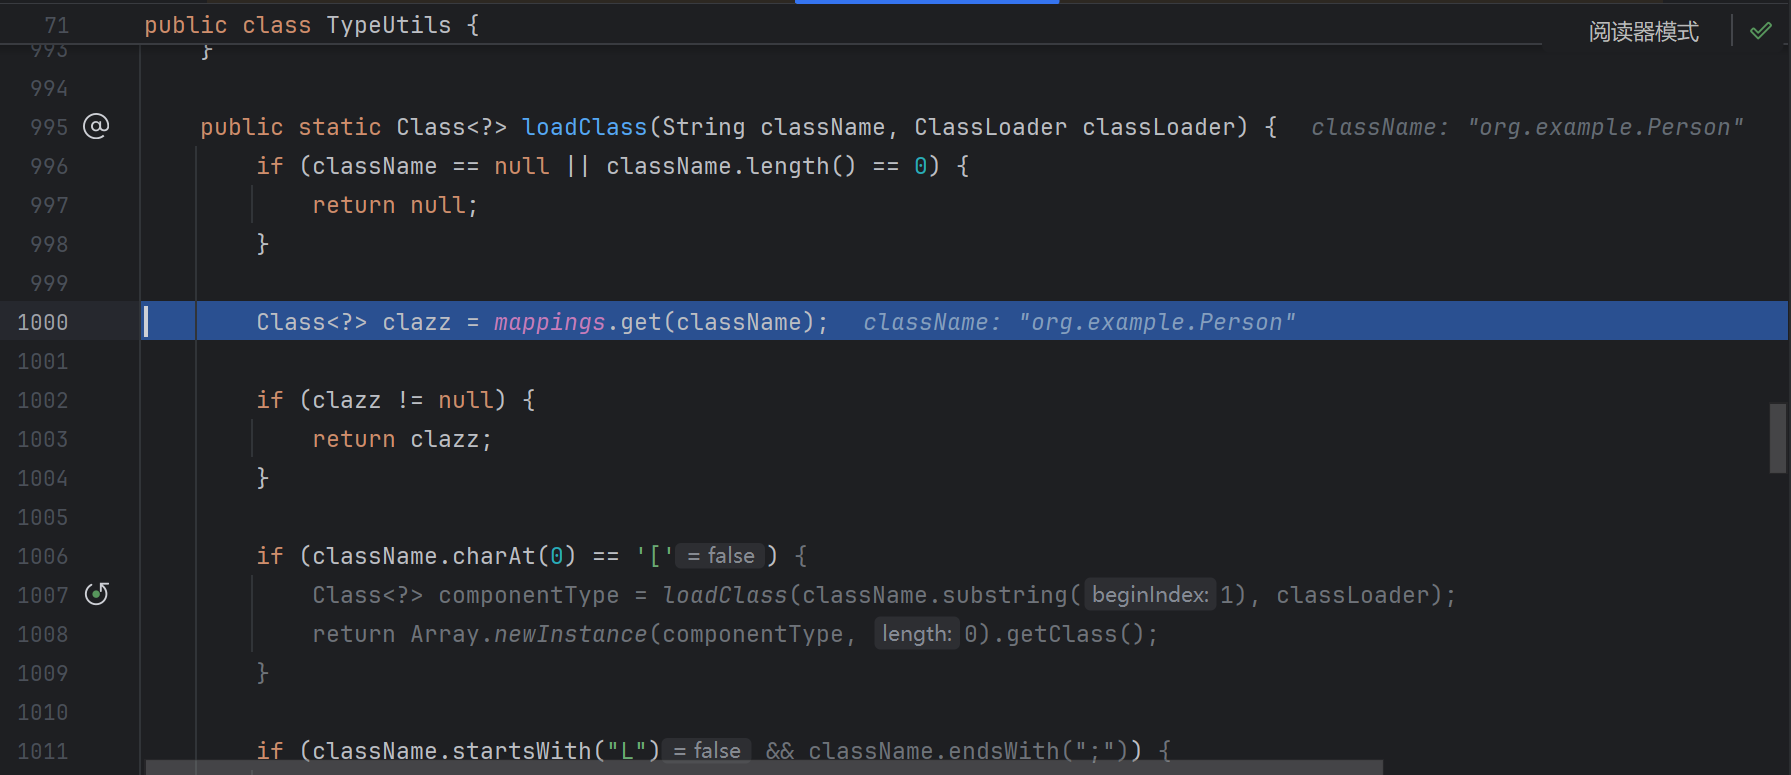 71 public class TypeUtils {
阅读器模式
993 }
994
995 public static Class<?> loadClass(String className, ClassLoader classLoader) { className: "org.example.Person"
996 if (className == null || className.length() == 0) {
997 return null;
998 }
999
1000 Class<?> clazz = mappings.get(className); className: "org.example.Person"
1001
1002 if (clazz != null) {
1003 return clazz;
1004 }
1005
1006 if (className.charAt(0) == '[' = false ) {
1007 Class<?> componentType = loadClass(className.substring( beginIndex: 1), classLoader);
1008 return Array.newInstance(componentType, length: 0).getClass();
1009 }
1010
1011 if (className.startsWith("L") = false && className.endsWith(";")) {